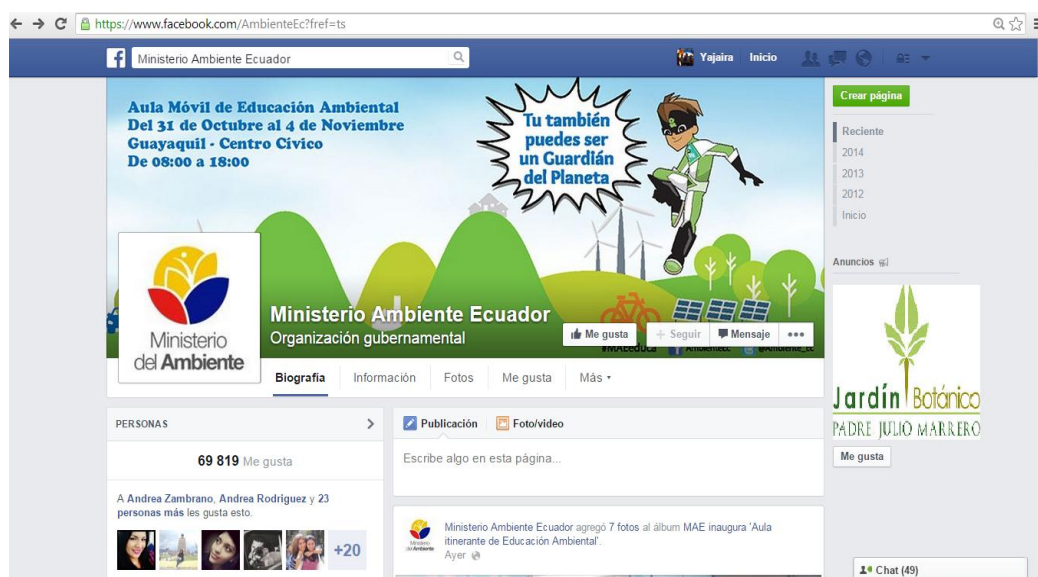 https://www.facebook.com/AmbienteEc?fref=ts
Ministerio Ambiente Ecuador
Yajaira
Inicio
Aula Móvil de Educación Ambiental
Del 31 de Octubre al 4 de Noviembre
Guayaquil - Centro Cívico
De 08:00 a 18:00
Tu también
puedes ser
un Guardián
del Planeta
Crear página
Reciente
2014
2013
2012
Inicio
Anuncios
Ministerio
del Ambiente
Ministerio Ambiente Ecuador
Organización gubernamental
Me gusta
Seguir
Mensaje
#MAEeduca AmbienteEc @Ambiente_Ec
Biografía Información Fotos Me gusta Más
Jardín Botánico
PADRE JULIO MARRERO
Me gusta
PERSONAS
69 819 Me gusta
A Andrea Zambrano, Andrea Rodriguez y 23
personas más les gusta esto.
+20
Publicación Foto/video
Escribe algo en esta página...
Ministerio
del Ambiente
Ministerio Ambiente Ecuador agregó 7 fotos al álbum MAE inaugura 'Aula
itinerante de Educación Ambiental'.
Ayer
Chat (49)